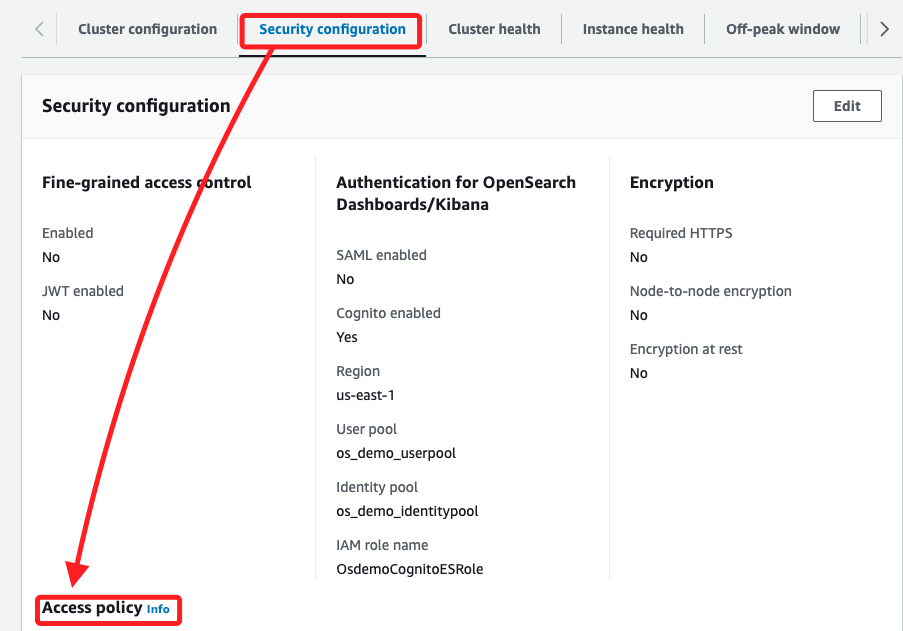 Cluster configuration
Security configuration
Cluster health
Instance health
Off-peak window
Security configuration
Edit
Fine-grained access control
Enabled
No
JWT enabled
No
Authentication for OpenSearch
Dashboards/Kibana
SAML enabled
No
Cognito enabled
Yes
Region
us-east-1
User pool
os_demo_userpool
Identity pool
os_demo_identitypool
IAM role name
OsdemoCognitoESRole
Encryption
Required HTTPS
No
Node-to-node encryption
No
Encryption at rest
No
Access policy Info